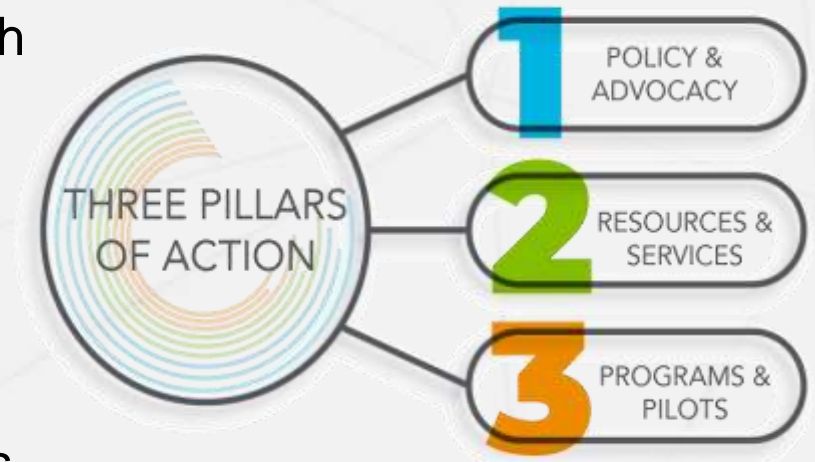 h
THREE PILLARS
OF ACTION
1
POLICY &
ADVOCACY
2
RESOURCES &
SERVICES
3
PROGRAMS &
PILOTS